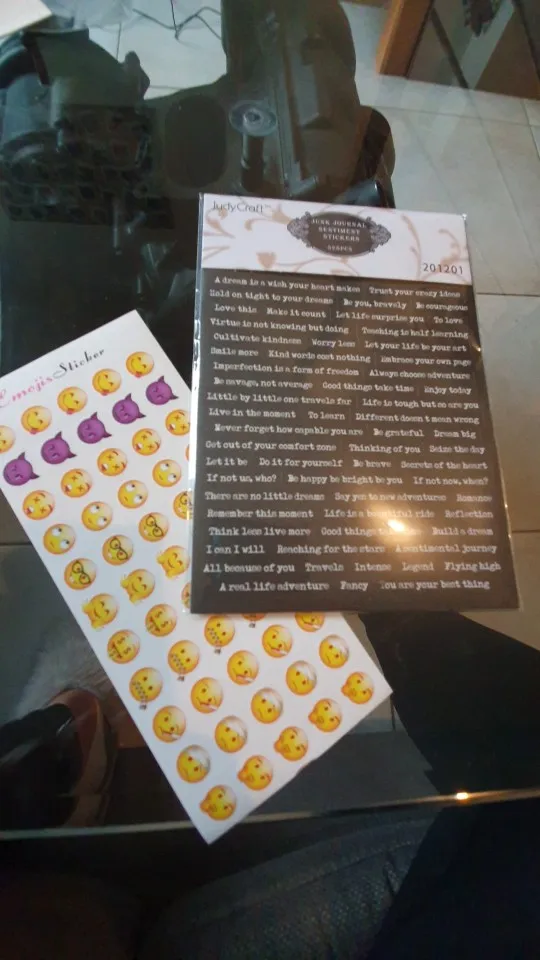 JudyCraft™
JUNK JOURNAL
SENTIMENT
STICKERS
201201
A dream is a wish your heart makes Trust your crazy ideas
Hold on tight to your dreams Be you, bravely Be courageous
Love this Make it count Let life surprise you To love
Virtue is not knowing but doing Teaching is half learning
Cultivate kindness Worry less Let your life be your art
Smile more Kind words cost nothing Embrace your own page
Imperfection is a form of freedom Always choose adventure
Be savage, not average Good things take time Enjoy today
Little by little one travels far Life is tough but so are you
Live in the moment To learn Different doesn t mean wrong
Never forget how capable you are Be grateful Dream big
Get out of your comfort zone Thinking of you Seize the day
Let it be Do it for yourself Be brave Secrets of the heart
If not us, who? Be happy be bright be you If not now, when?
There are no little dreams Say yes to new adventures Romance
Remember this moment Life is a beautiful ride Reflection
Think less live more Good things take time Build a dream
I can I will Reaching for the stars A sentimental journey
All because of you Travels Intense Legend Flying high
A real life adventure Fancy You are your best thing
Emojis Sticker